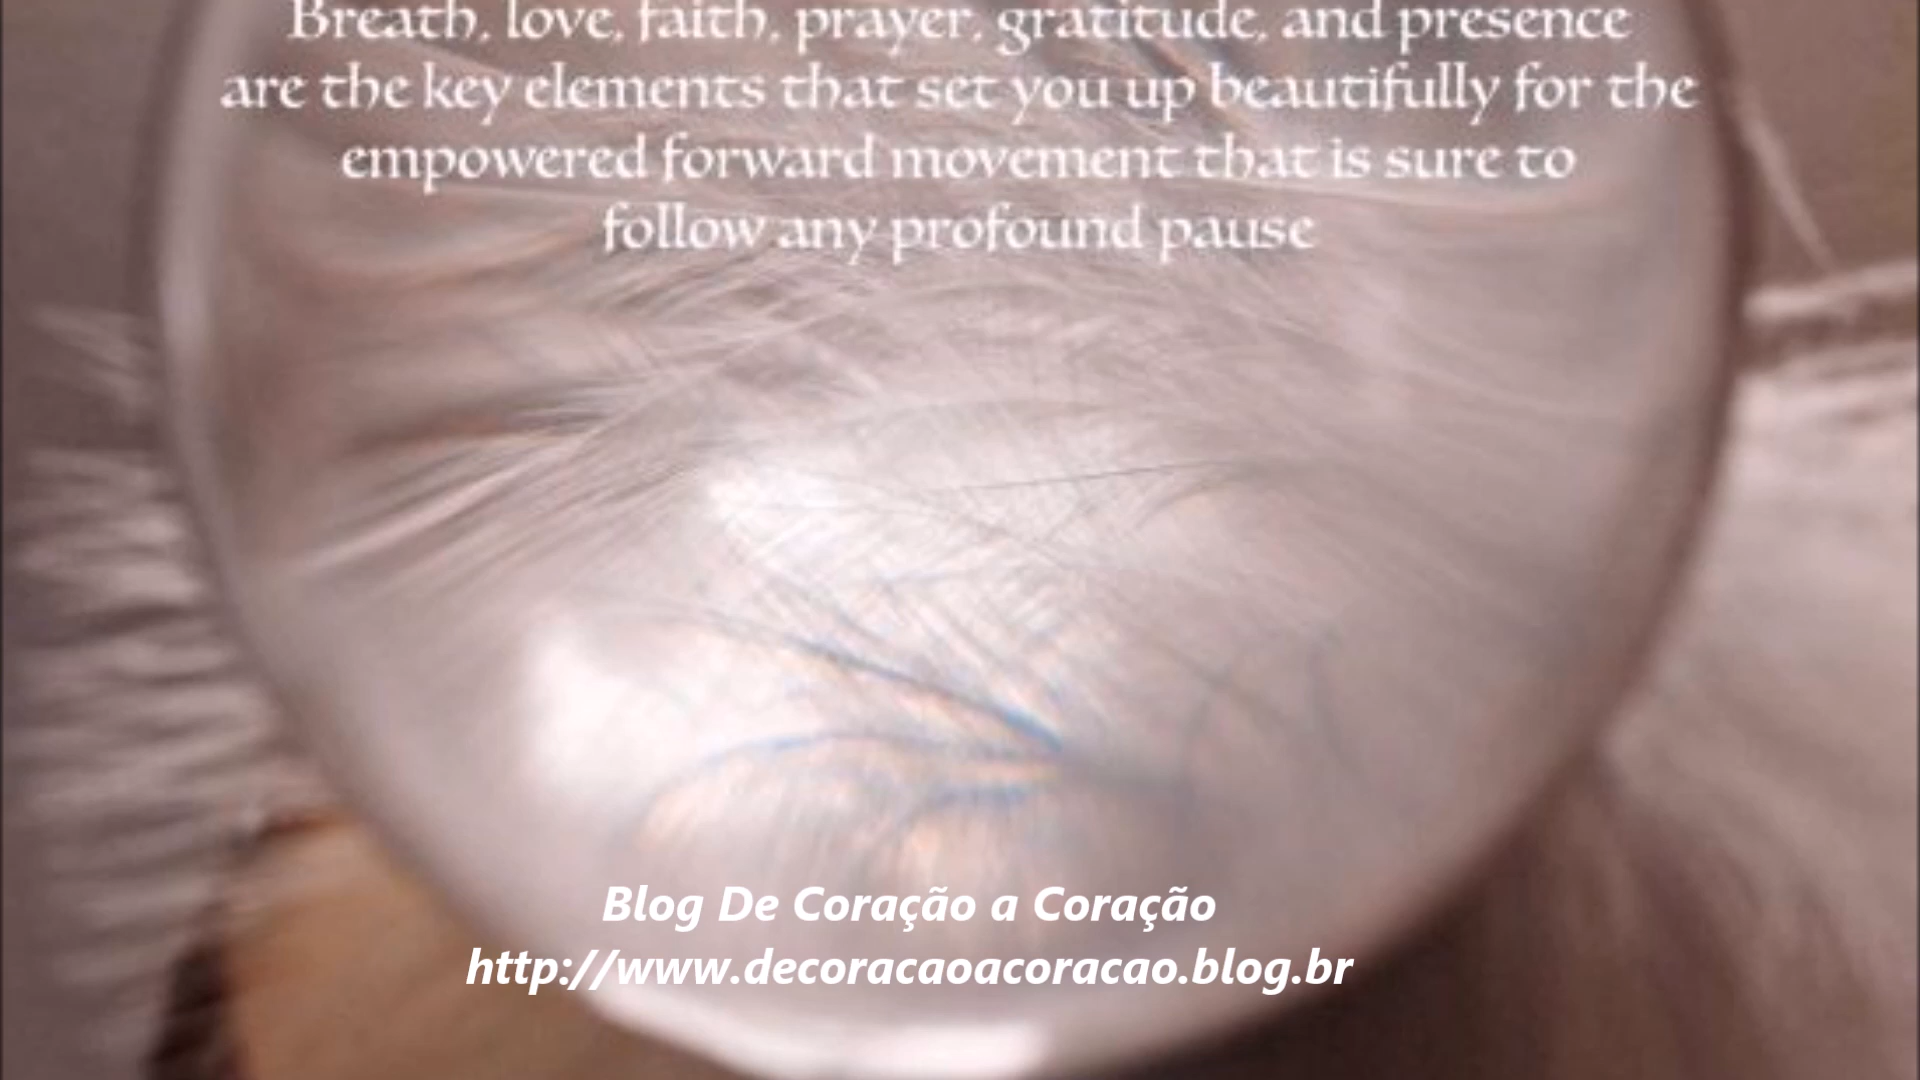 Breath, love, faith, prayer, gratitude, and presence
are the key elements that set you up beautifully for the
empowered forward movement that is sure to
follow any profound pause
Blog De Coração a Coração
http://www.decoracaoacoracao.blog.br